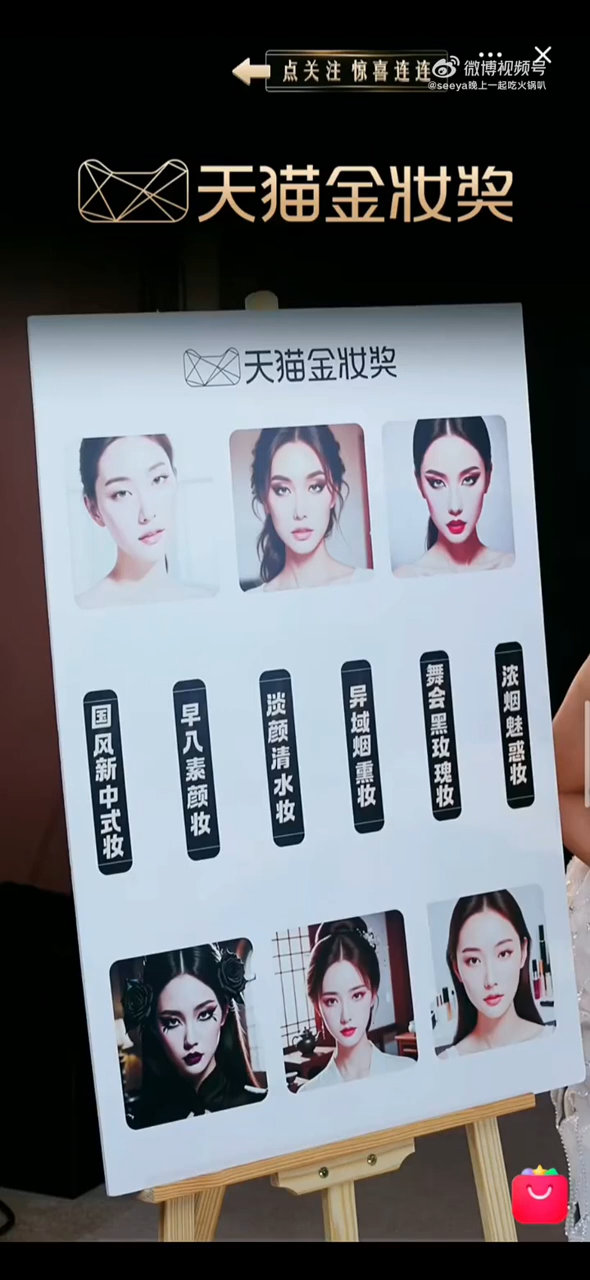 点关注 惊喜连连
微博视频号
@seeya晚上一起吃火锅叭
天猫金妆奖
天猫金妆奖
国风新中式妆
早八素颜妆
淡颜清水妆
异域烟熏妆
舞会黑玫瑰妆
浓烟魅惑妆